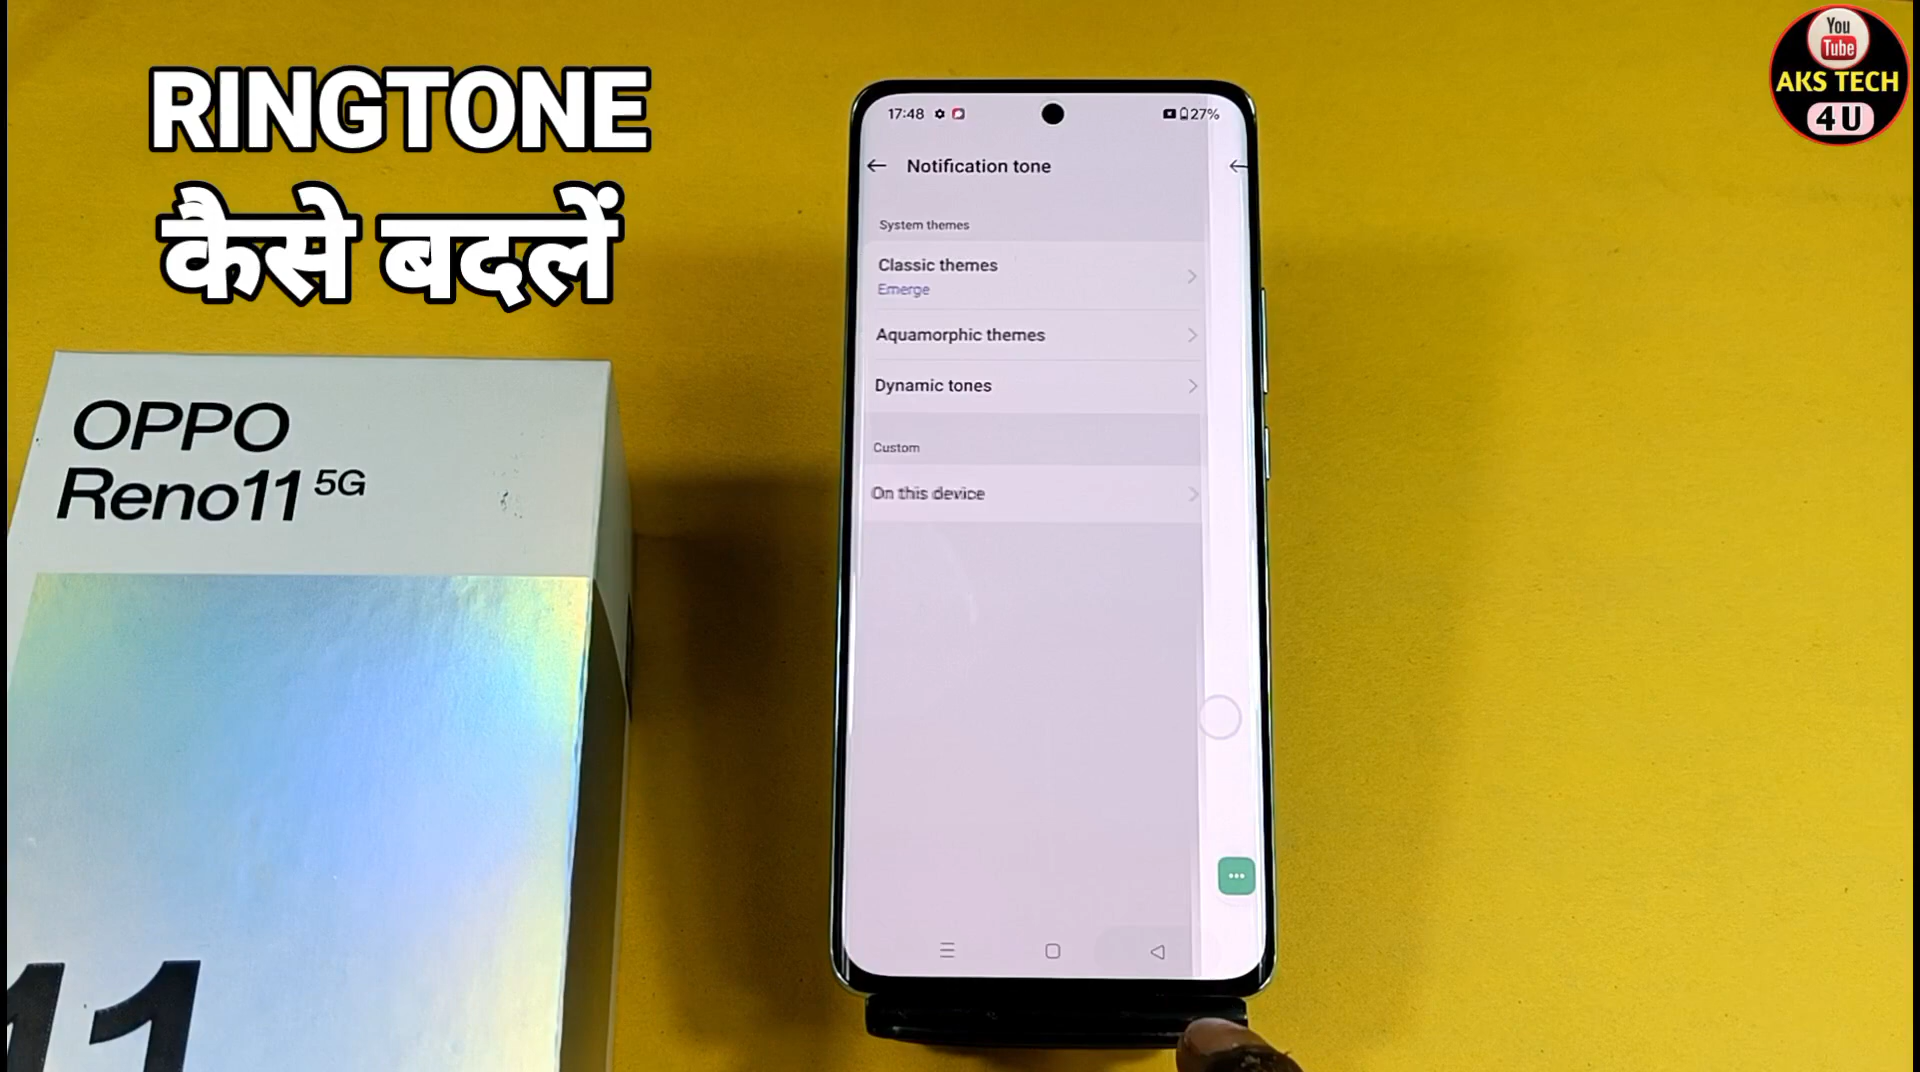 RINGTONE
कैसे बदलें
You
Tube
AKS TECH
4 U
OPPO
Reno11 5G
11
17:48
27%
Notification tone
System themes
Classic themes
Emerge
Aquamorphic themes
Dynamic tones
Custom
On this device